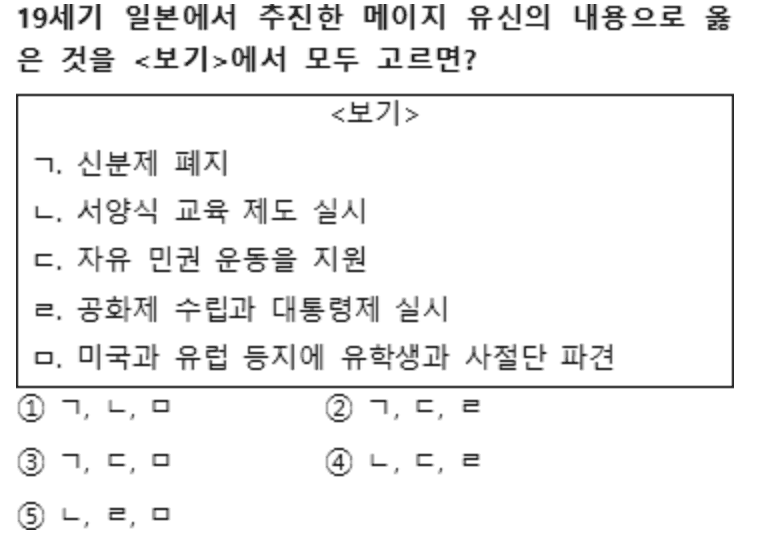 19세기 일본에서 추진한 메이지 유신의 내용으로 옳
은 것을 <보기>에서 모두 고르면?
<보기>
ㄱ. 신분제 폐지
ㄴ. 서양식 교육 제도 실시
ㄷ. 자유 민권 운동을 지원
ㄹ. 공화제 수립과 대통령제 실시
ㅁ. 미국과 유럽 등지에 유학생과 사절단 파견
① ㄱ, ㄴ, ㅁ ② ㄱ, ㄷ, ㄹ
③ ㄱ, ㄷ, ㅁ ④ ㄴ, ㄷ, ㄹ
⑤ ㄴ, ㄹ, ㅁ